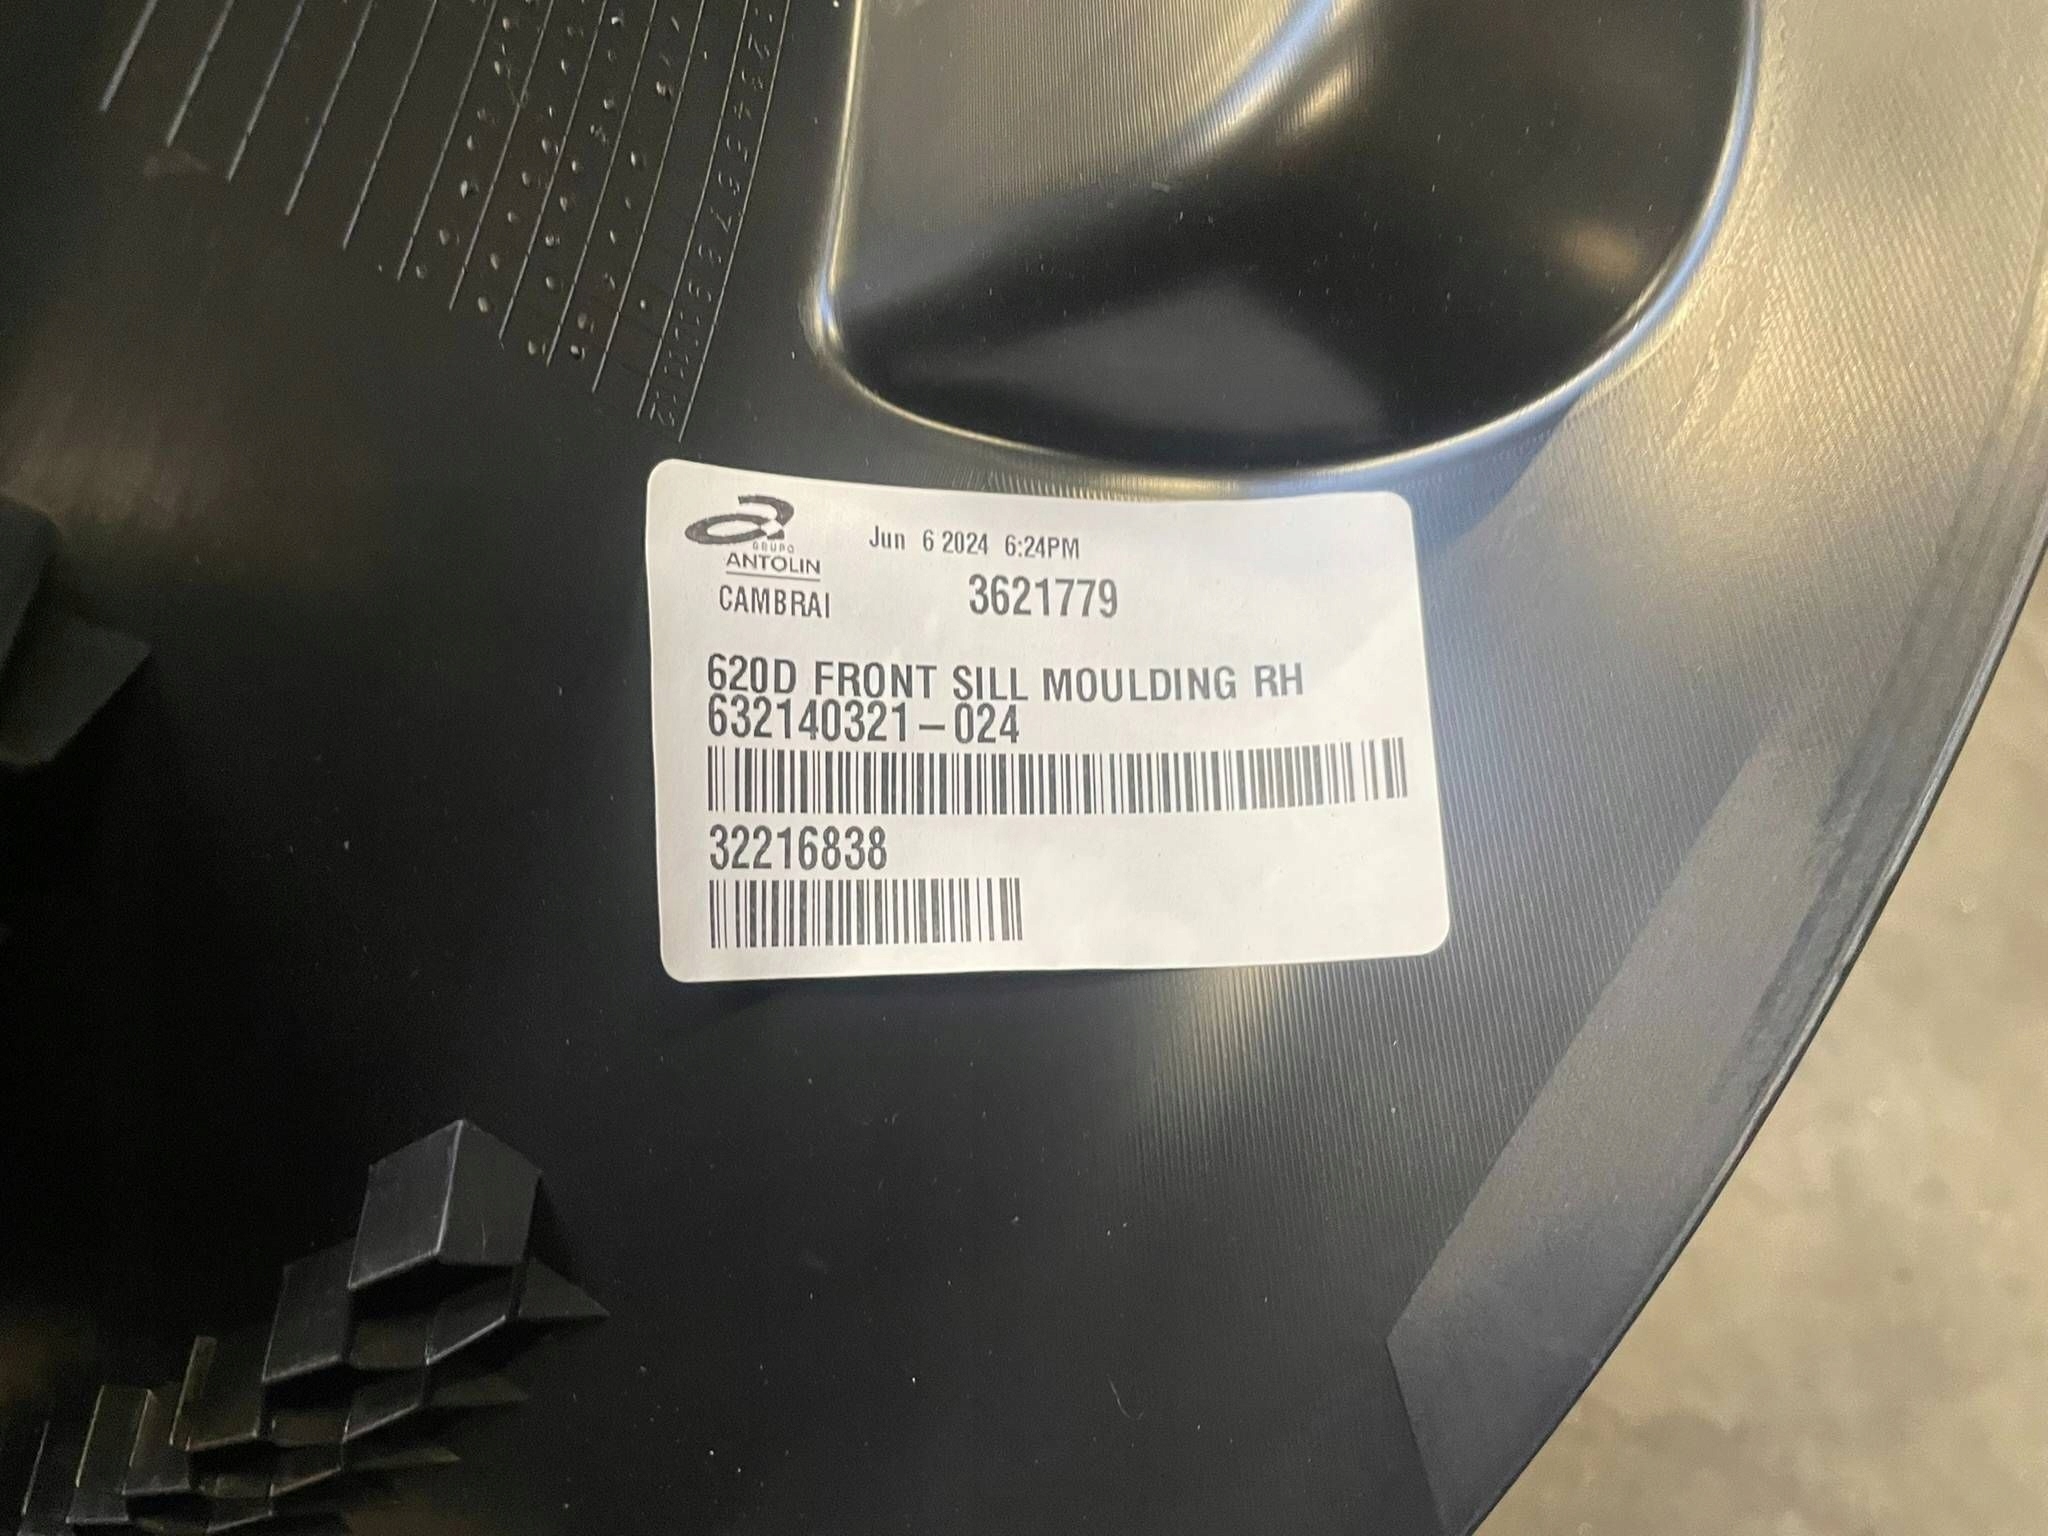 GRUPO
ANTOLIN
Jun 6 2024 6:24PM
CAMBRAI
3621779
620D FRONT SILL MOULDING RH
632140321-024
32216838